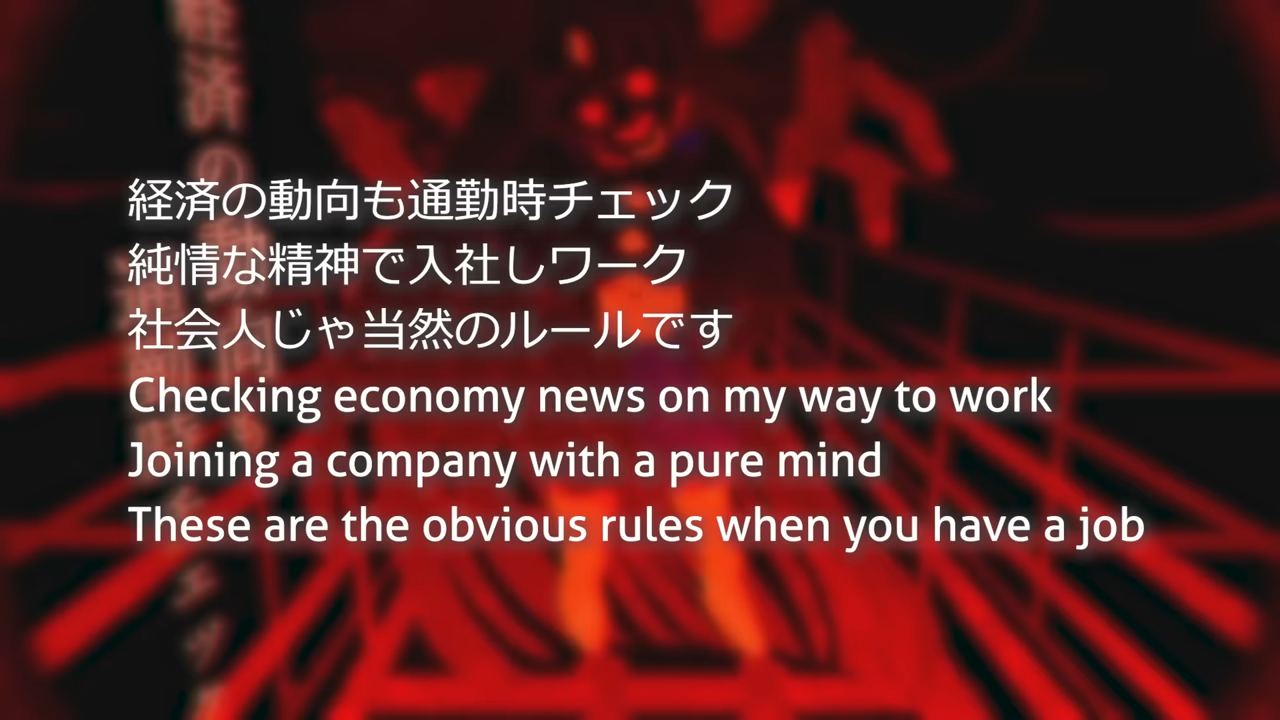 経済の動向も通勤時チェック
純情な精神で入社しワーク
社会人じゃ当然のルールです
Checking economy news on my way to work
Joining a company with a pure mind
These are the obvious rules when you have a job